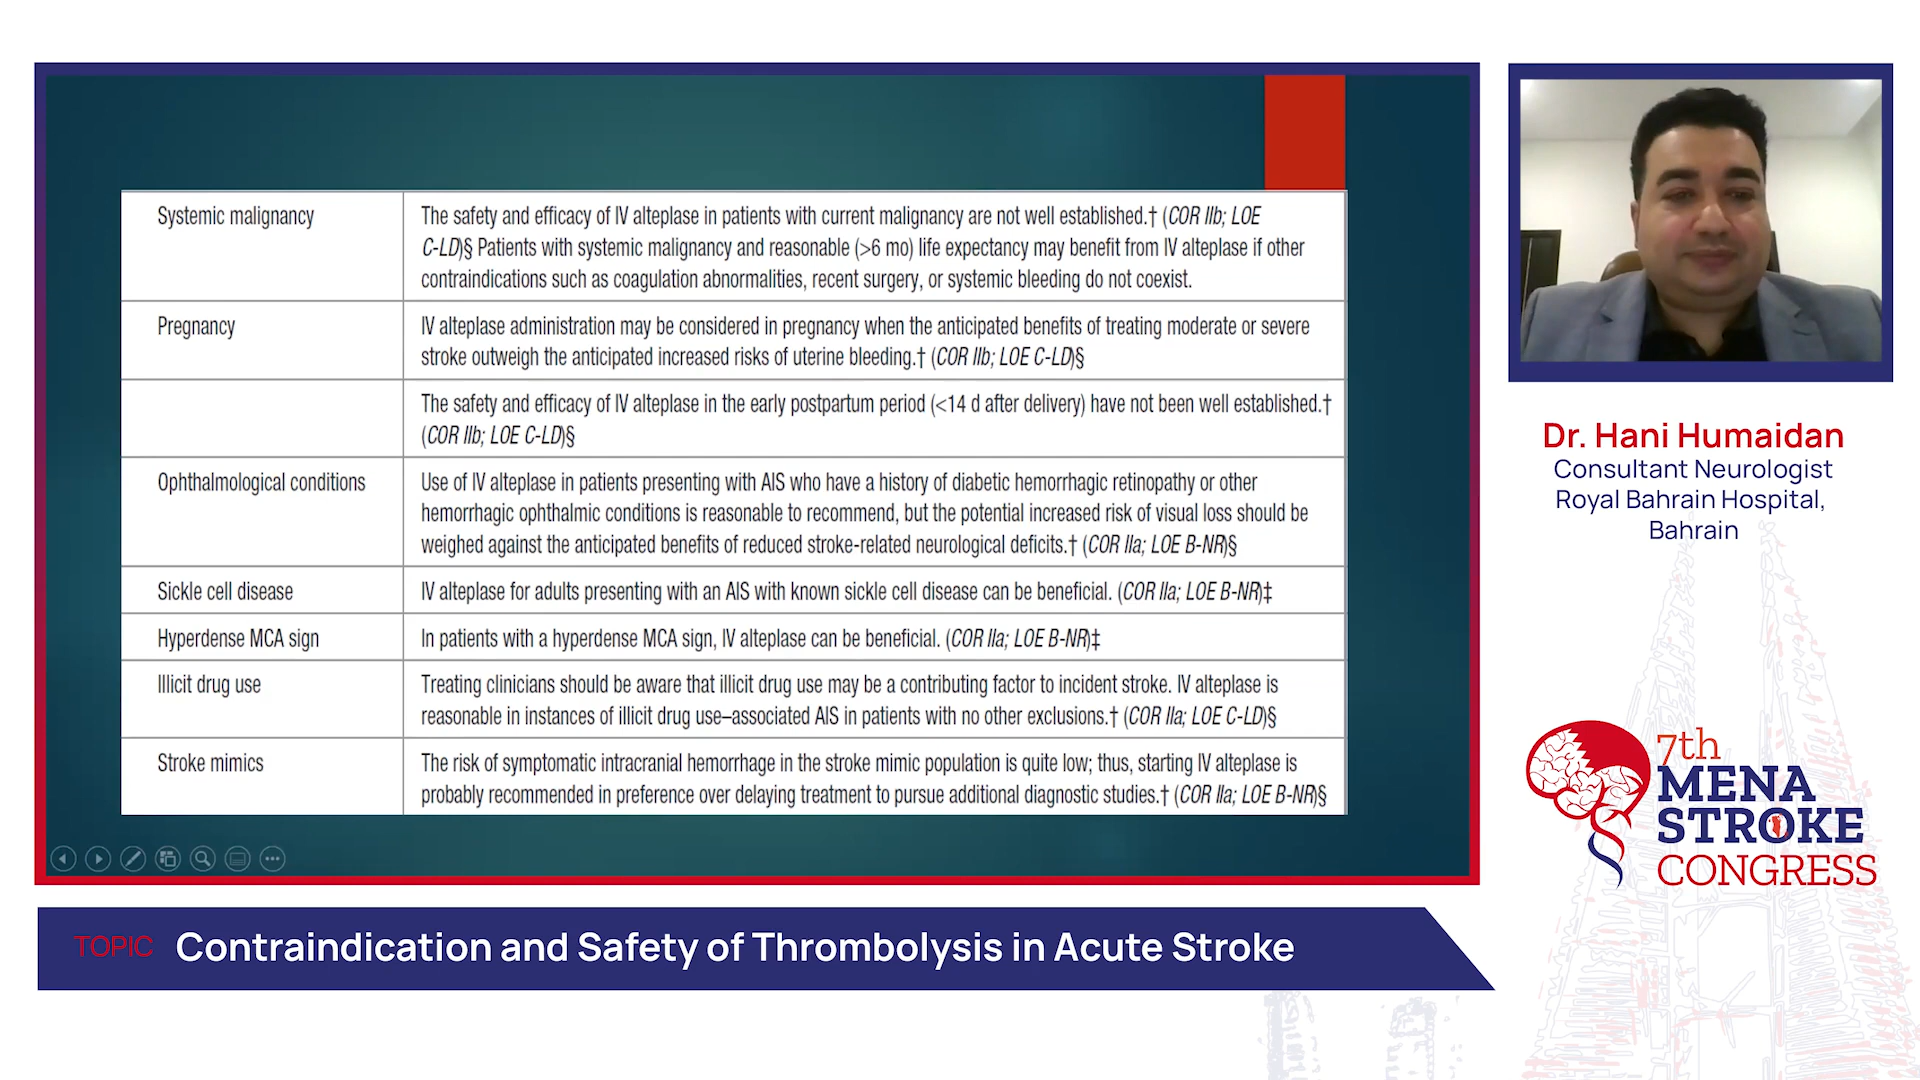 Systemic malignancy
The safety and efficacy of IV alteplase in patients with current malignancy are not well established.† (COR IIb; LOE
C-LD)§ Patients with systemic malignancy and reasonable (>6 mo) life expectancy may benefit from IV alteplase if other
contraindications such as coagulation abnormalities, recent surgery, or systemic bleeding do not coexist.
Pregnancy
IV alteplase administration may be considered in pregnancy when the anticipated benefits of treating moderate or severe
stroke outweigh the anticipated increased risks of uterine bleeding.† (COR IIb; LOE C-LD)§
The safety and efficacy of IV alteplase in the early postpartum period (<14 d after delivery) have not been well established.†
(COR IIb; LOE C-LD)§
Ophthalmological conditions
Use of IV alteplase in patients presenting with AIS who have a history of diabetic hemorrhagic retinopathy or other
hemorrhagic ophthalmic conditions is reasonable to recommend, but the potential increased risk of visual loss should be
weighed against the anticipated benefits of reduced stroke-related neurological deficits.† (COR IIa; LOE B-NR)§
Sickle cell disease
IV alteplase for adults presenting with an AIS with known sickle cell disease can be beneficial. (COR IIa; LOE B-NR)‡
Hyperdense MCA sign
In patients with a hyperdense MCA sign, IV alteplase can be beneficial. (COR IIa; LOE B-NR)‡
Illicit drug use
Treating clinicians should be aware that illicit drug use may be a contributing factor to incident stroke. IV alteplase is
reasonable in instances of illicit drug use–associated AIS in patients with no other exclusions.† (COR IIa; LOE C-LD)§
Stroke mimics
The risk of symptomatic intracranial hemorrhage in the stroke mimic population is quite low; thus, starting IV alteplase is
probably recommended in preference over delaying treatment to pursue additional diagnostic studies.† (COR IIa; LOE B-NR)§
Dr. Hani Humaidan
Consultant Neurologist
Royal Bahrain Hospital,
Bahrain
7th
MENA
STROKE
CONGRESS
TOPIC Contraindication and Safety of Thrombolysis in Acute Stroke